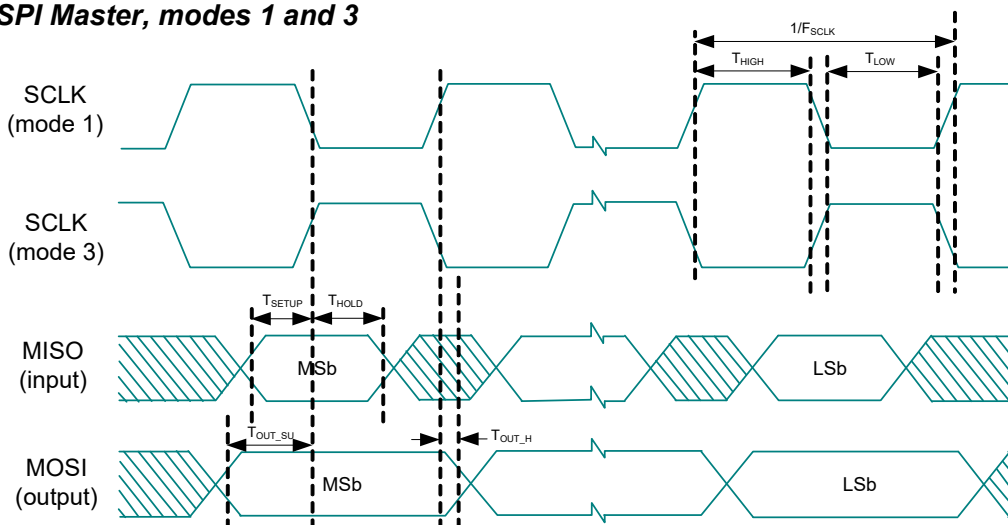 SPI Master, modes 1 and 3
1/FSCLK
THIGH
TLOW
SCLK
(mode 1)
SCLK
(mode 3)
TSETUP
THOLD
MISO
(input)
MSb
LSb
TOUT_SU
TOUT_H
MOSI
(output)
MSb
LSb